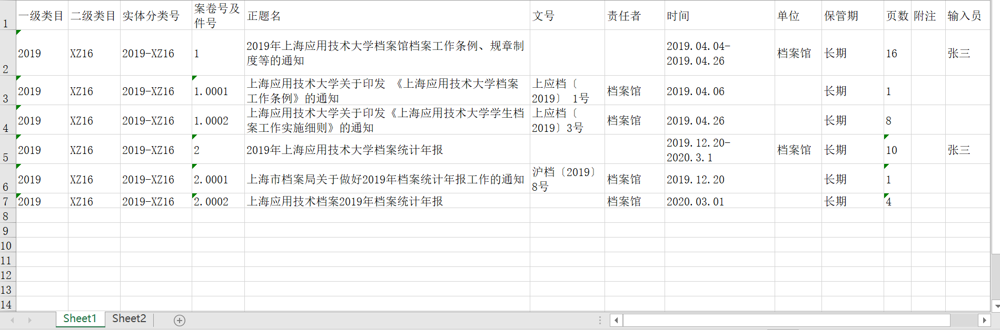 一级类目 二级类目 实体分类号 案卷号及件号 正题名 文号 责任者 时间 单位 保管期 页数 附注 输入员
1
2019 XZ16 2019-XZ16 1 2019年上海应用技术大学档案馆档案工作条例、规章制度等的通知 2019.04.04-2019.04.26 档案馆 长期 16 张三
2
2019 XZ16 2019-XZ16 1.0001 上海应用技术大学关于印发 《上海应用技术大学档案工作条例》的通知 上应档〔2019〕 1号 档案馆 2019.04.06 长期 1
3
2019 XZ16 2019-XZ16 1.0002 上海应用技术大学关于印发《上海应用技术大学学生档案工作实施细则》的通知 上应档〔2019〕3号 档案馆 2019.04.26 长期 8
4
2019 XZ16 2019-XZ16 2 2019年上海应用技术大学档案统计年报 2019.12.20-2020.3.1 档案馆 长期 10 张三
5
2019 XZ16 2019-XZ16 2.0001 上海市档案局关于做好2019年档案统计年报工作的通知 沪档〔2019〕8号 档案馆 2019.12.20 长期 1
6
7 2019 XZ16 2019-XZ16 2.0002 上海应用技术档案2019年档案统计年报 档案馆 2020.03.01 长期 4
8
9
10
11
12
13
14
Sheet1 Sheet2